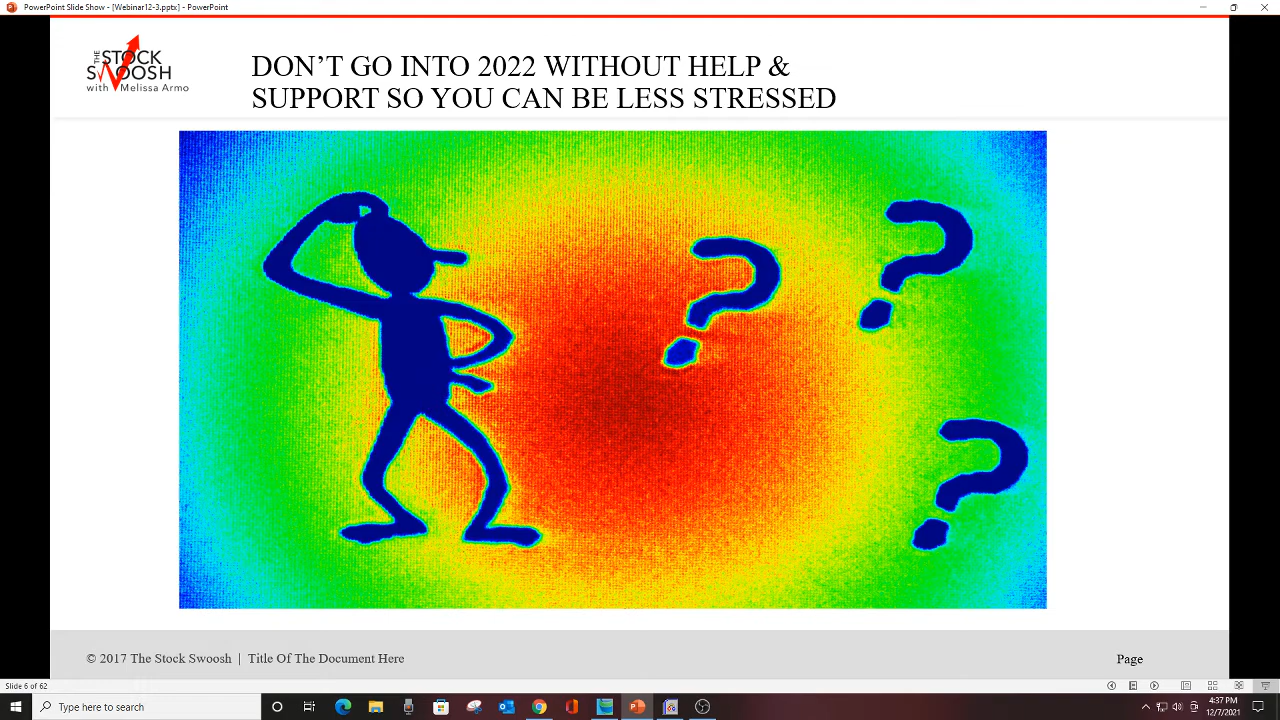 PowerPoint Slide Show - [Webinar12-3.pptx] - PowerPoint
THE STOCK
SWOOSH
with Melissa Armo
DON'T GO INTO 2022 WITHOUT HELP &
SUPPORT SO YOU CAN BE LESS STRESSED
? ? ?
© 2017 The Stock Swoosh | Title Of The Document Here
Page
Slide 6 of 62
Type here to search
4:37 PM
12/7/2021